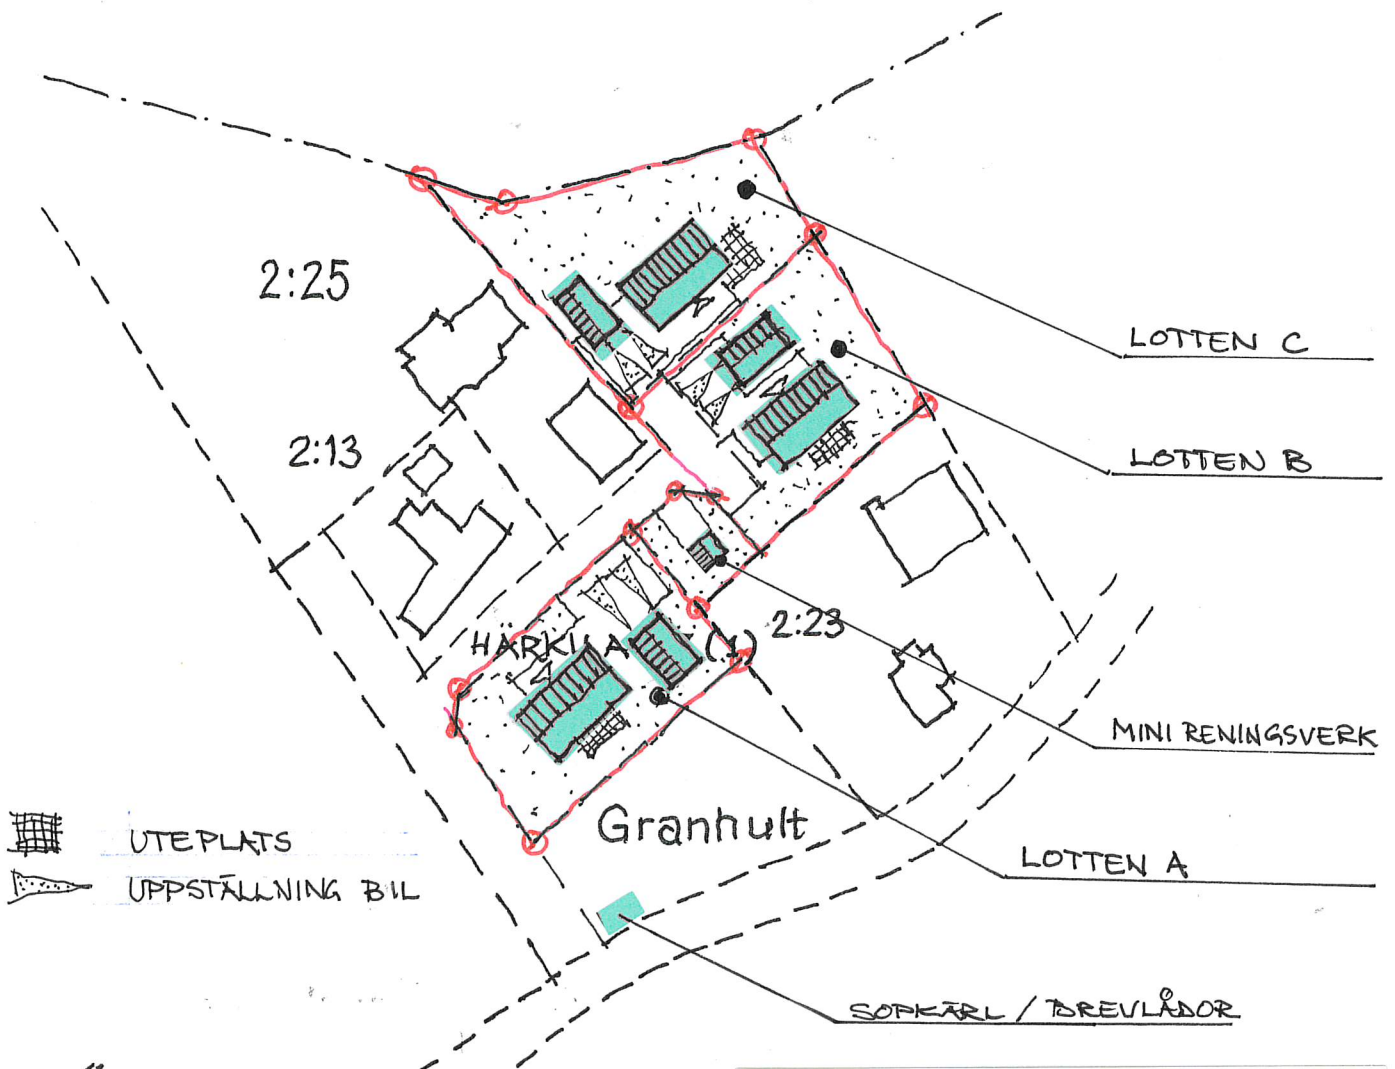 2:25
LOTTEN C
2:13
LOTTEN B
2:23
MINI RENINGSVERK
Granhult
UTEPLATS
LOTTEN A
UPPSTÄLLNING BIL
SOPKÄRL / BREVLÅDOR